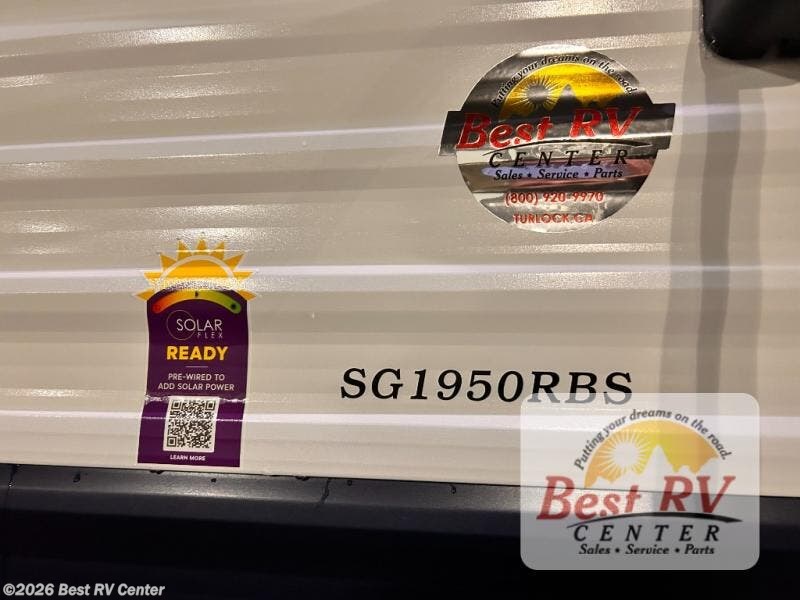 Putting your dreams on the road.
Best RV
CENTER
Sales ★ Service ★ Parts
(800) 920-9970
TURLOCK, CA
SOLAR
FLEX
READY
PRE-WIRED TO
ADD SOLAR POWER
LEARN MORE
SG1950RBS
Putting your dreams on the road.
Best RV
CENTER
Sales ★ Service ★ Parts
©2026 Best RV Center